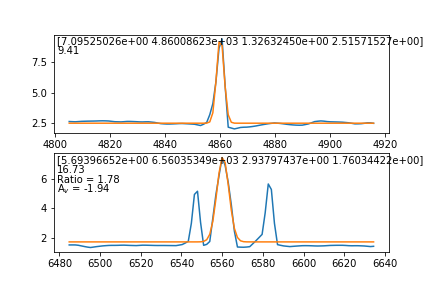 [7.09525026e+00 4.86008623e+03 1.32632450e+00 2.51571527e+00]
9.41
7.5
5.0
2.5
4800 4820 4840 4860 4880 4900 4920
[5.69396652e+00 6.56035349e+03 2.93797437e+00 1.76034422e+00]
16.73
Ratio = 1.78
Av = -1.94
6
4
2
6480 6500 6520 6540 6560 6580 6600 6620 6640